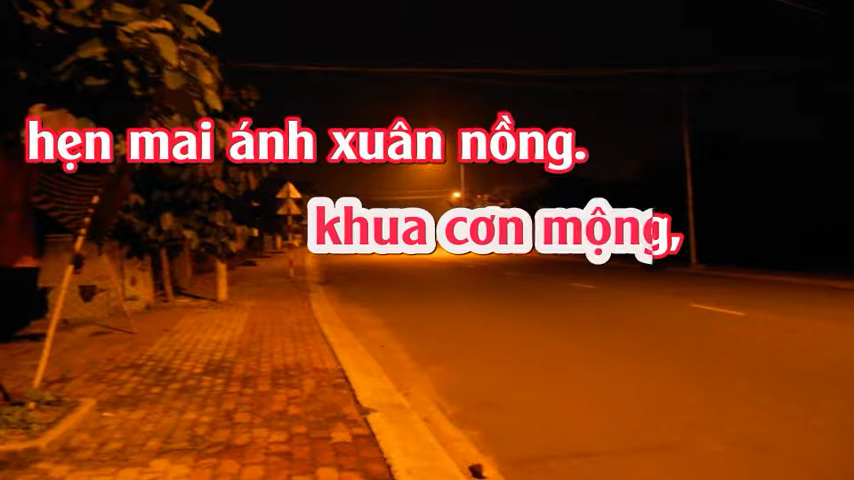 hẹn mai ánh xuân nồng.
khua cơn mộng,